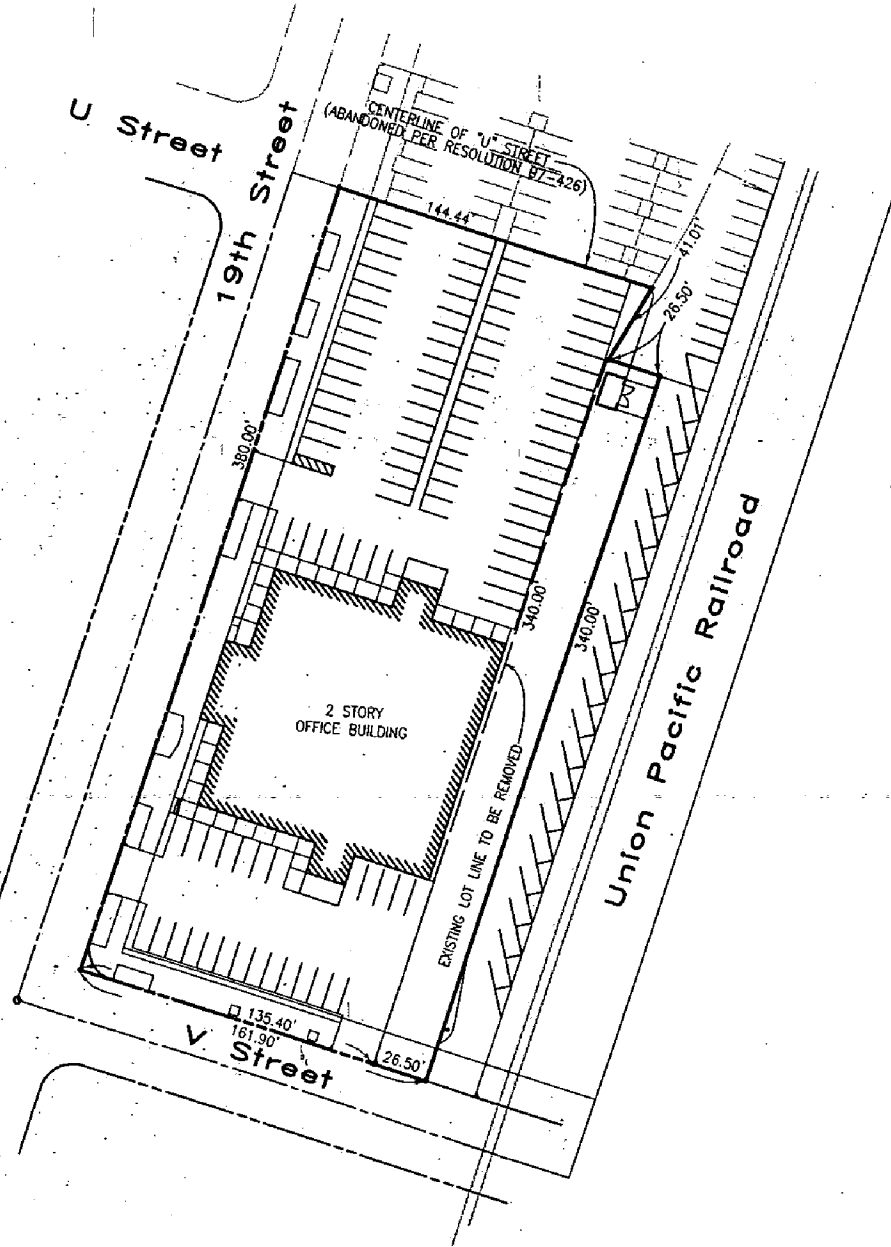 U Street
19th Street
CENTERLINE OF "U" STREET
(ABANDONED PER RESOLUTION 87-426)
144.44'
41.01'
26.50'
380.00'
340.00'
340.00'
2 STORY
OFFICE BUILDING
EXISTING LOT LINE TO BE REMOVED
Union Pacific Railroad
135.40'
161.90'
26.50'
V Street